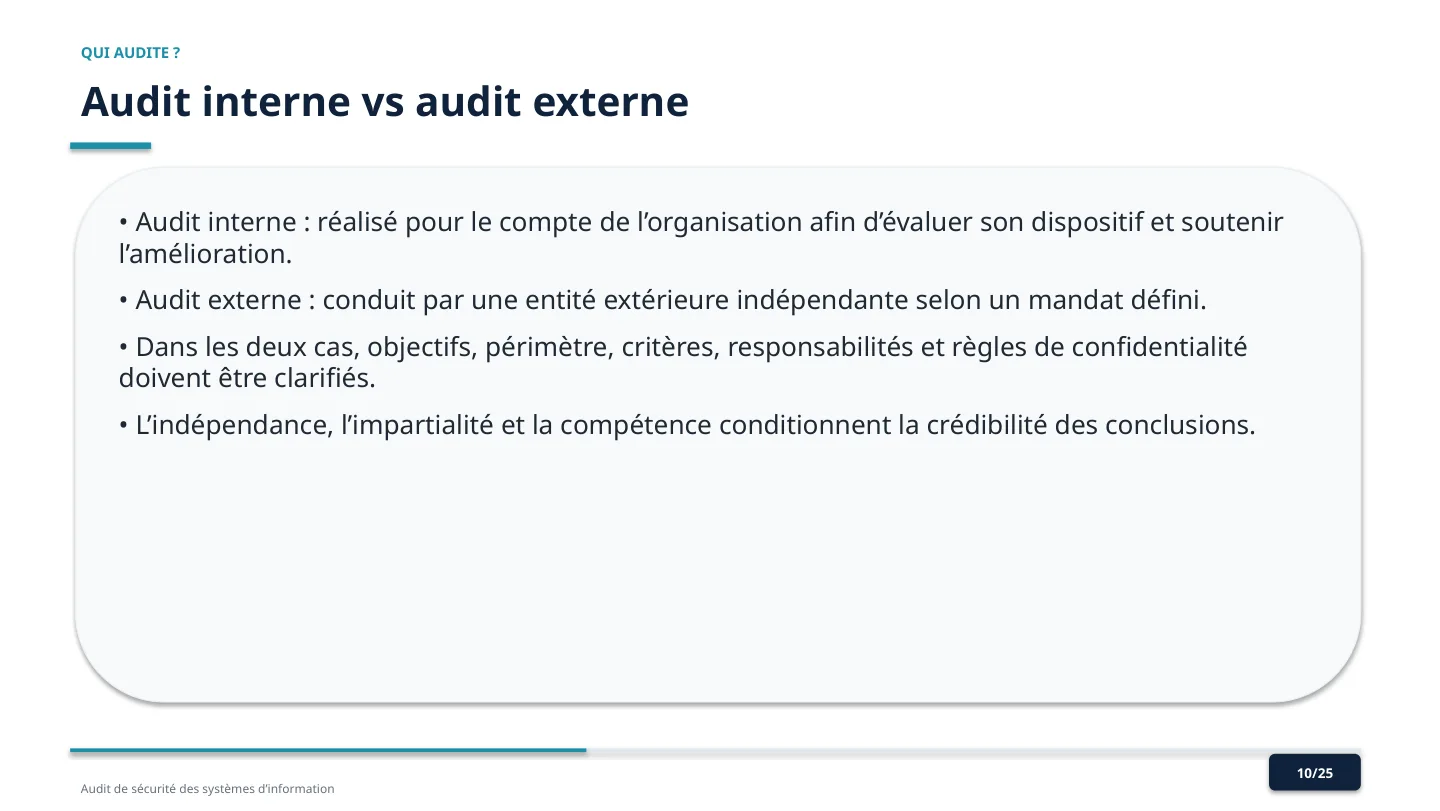 QUI AUDITE ?
Audit interne vs audit externe
• Audit interne : réalisé pour le compte de l’organisation afin d’évaluer son dispositif et soutenir
l’amélioration.
• Audit externe : conduit par une entité extérieure indépendante selon un mandat défini.
• Dans les deux cas, objectifs, périmètre, critères, responsabilités et règles de confidentialité
doivent être clarifiés.
• L’indépendance, l’impartialité et la compétence conditionnent la crédibilité des conclusions.
10/25
Audit de sécurité des systèmes d’information